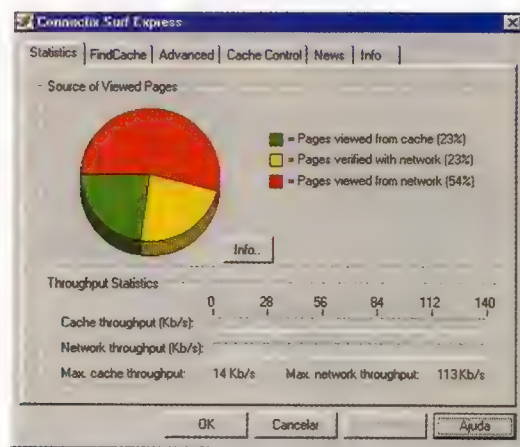 Connectix Surf Express
Statistics FindCache Advanced Cache Control News Info
Source of Viewed Pages
= Pages viewed from cache (23%)
= Pages verified with network (23%)
= Pages viewed from network (54%)
Info..
Throughput Statistics
0 28 56 84 112 140
Cache throughput (Kb/s):
Network throughput (Kb/s):
Max. cache throughput: 14 Kb/s Max. network throughput: 113 Kb/s
OK Cancelar Ajuda